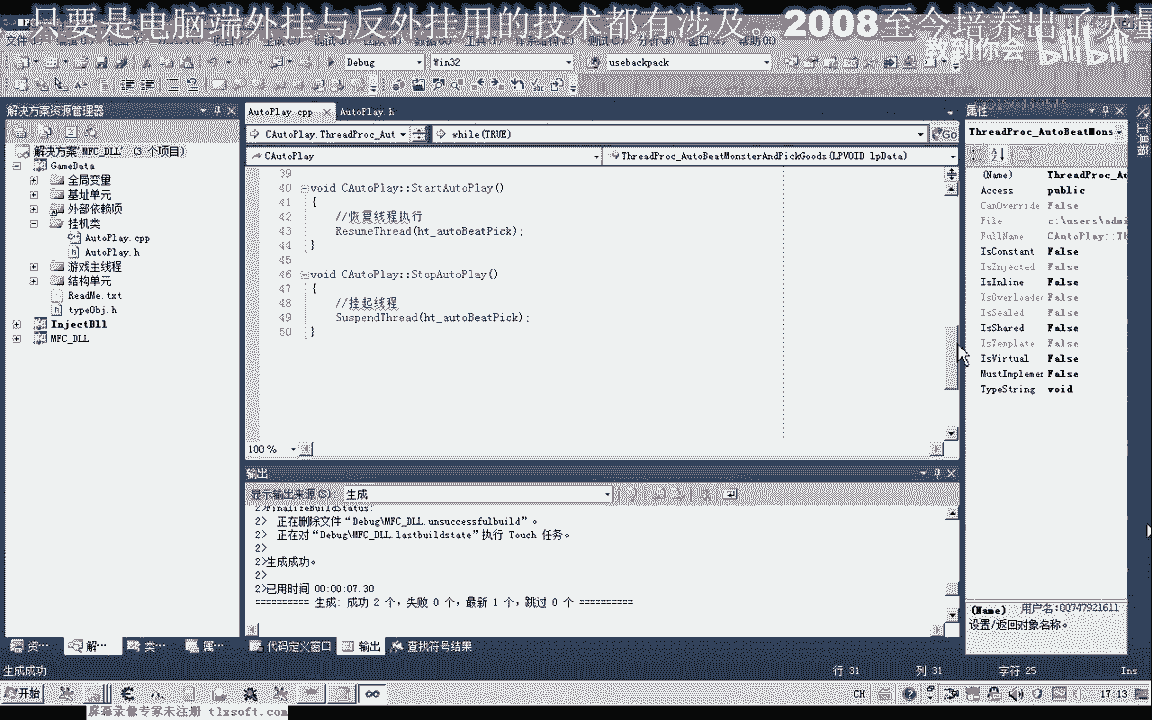 只要是电脑端外挂与反外挂用的技术都有涉及。2008至今培养出了大量
教到你会 bilibili
Debug
Win32
usebackpack
解决方案资源管理器
解决方案'MFC_DLL' (3 个项目)
GameData
全局变量
基址单元
外部依赖项
挂机类
AutoPlay.cpp
AutoPlay.h
游戏主线程
结构单元
ReadMe.txt
typeObj.h
InjectDll
MFC_DLL
AutoPlay.cpp
AutoPlay.h
CAutoPlay.ThreadProc_Aut
while(TRUE)
Go
CAutoPlay
ThreadProc_AutoBeatMonsterAndPickGoods(LPVOID lpData)
39
40 void CAutoPlay::StartAutoPlay()
41 {
42 //恢复线程执行
43 ResumeThread(ht_autoBeatPick);
44 }
45
46 void CAutoPlay::StopAutoPlay()
47 {
48 //挂起线程
49 SuspendThread(ht_autoBeatPick);
50 }
100 %
输出
显示输出来源(S): 生成
2>FinalizeBuildStatus:
2> 正在删除文件“Debug\MFC_DLL.unsuccessfulbuild”。
2> 正在对“Debug\MFC_DLL.lastbuildstate”执行 Touch 任务。
2>
2>生成成功。
2>
2>已用时间 00:00:07.30
========== 生成: 成功 2 个，失败 0 个，最新 1 个，跳过 0 个 ==========
属性
ThreadProc_AutoBeatMons
(Name) ThreadProc_Au
Access public
CanOverride False
File c:\users\admi
FullName CAutoPlay::Th
IsConstant False
IsInjected False
IsInline False
IsOverloade False
IsSealed False
IsShared False
IsTemplate False
IsVirtual False
MustImpleme False
TypeString void
(Name) 用户名:00747921611
设置/返回对象名称。
工具箱
资…
解…
类…
属…
代码定义窗口
输出
查找符号结果
生成成功
行 31
列 31
字符 25
Ins
开始
CH
17:13
屏幕录像专家未注册 tlxsoft.com